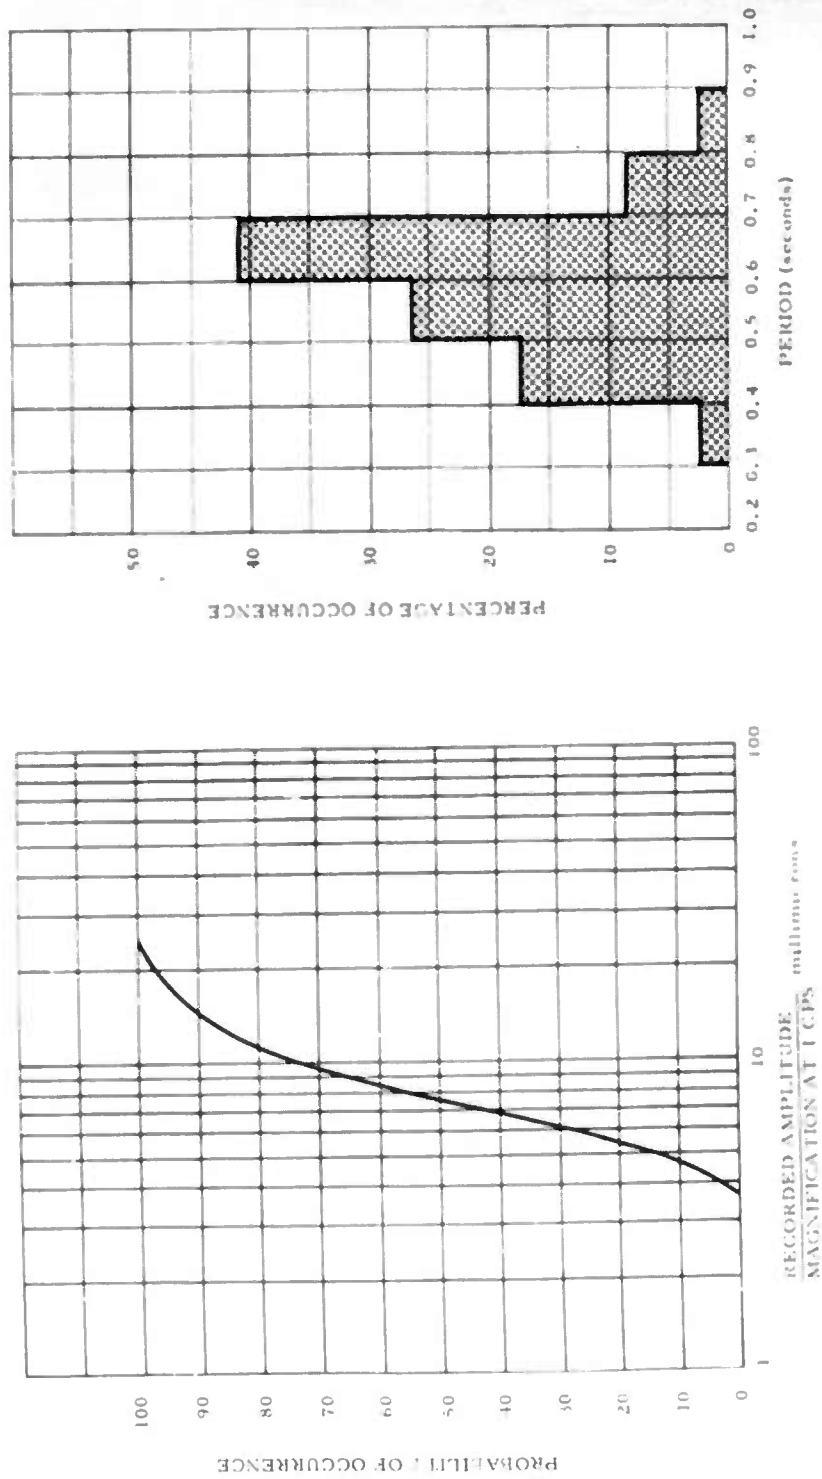 PERCENTAGE OF OCCURRENCE
50
40
30
20
10
0
0.2 0.3 0.4 0.5 0.6 0.7 0.8 0.9 1.0
PERIOD (seconds)
PROBABILITY OF OCCURRENCE
100
90
80
70
60
50
40
30
20
10
0
1 10 100
RECORDED AMPLITUDE
MAGNIFICATION AT 1 CPS